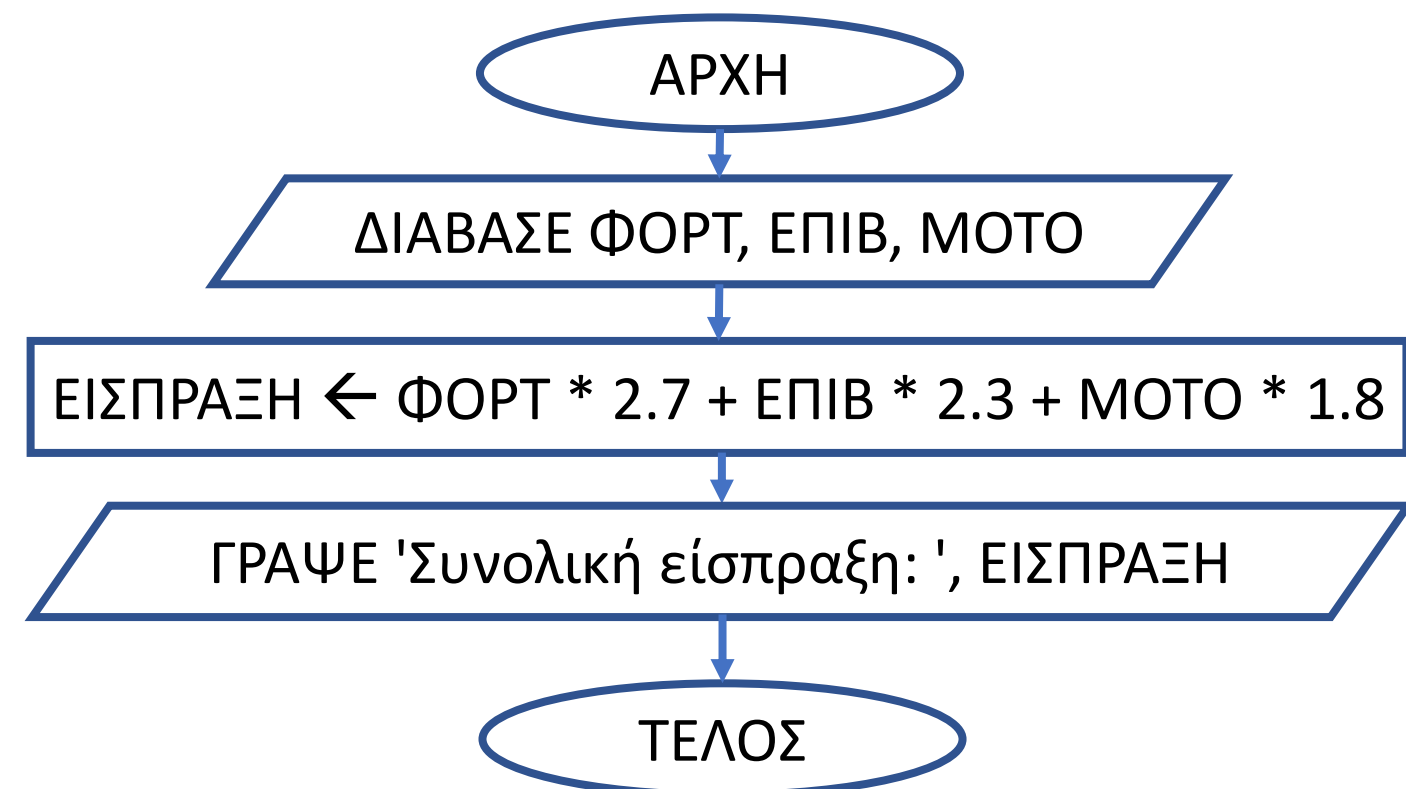 ΑΡΧΗ
ΔΙΑΒΑΣΕ ΦΟΡΤ, ΕΠΙΒ, ΜΟΤΟ
ΕΙΣΠΡΑΞΗ ← ΦΟΡΤ * 2.7 + ΕΠΙΒ * 2.3 + ΜΟΤΟ * 1.8
ΓΡΑΨΕ 'Συνολική είσπραξη: ', ΕΙΣΠΡΑΞΗ
ΤΕΛΟΣ